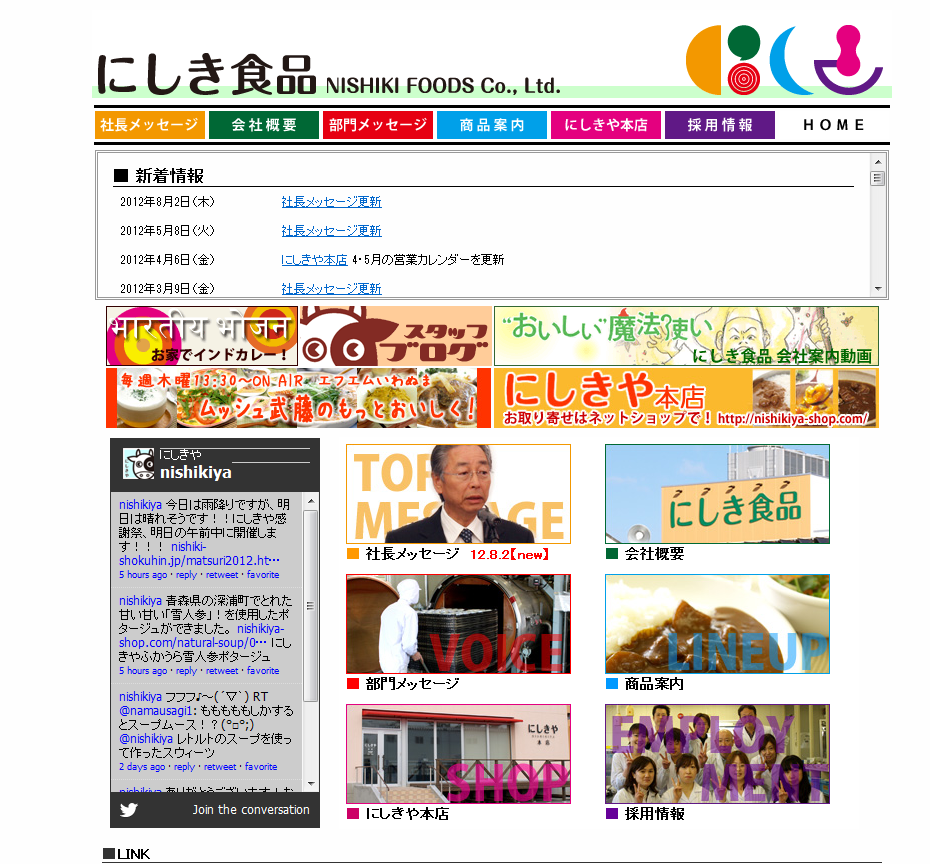 にしき食品 NISHIKI FOODS Co., Ltd.
社長メッセージ 会社概要 部門メッセージ 商品案内 にしきや本店 採用情報 HOME
■ 新着情報
2012年8月2日(木) 社長メッセージ更新
2012年5月8日(火) 社長メッセージ更新
2012年4月6日(金) にしきや本店 4・5月の営業カレンダーを更新
2012年3月9日(金) 社長メッセージ更新
भारतीय भोजन
お家でインドカレー！
スタッフ
ブログ
“おいしい”魔法使い
にしき食品 会社案内動画
毎週木曜13:30～ON AIR エフエムいわぬま
ムッシュ武藤のもっとおいしく！
にしきや本店
お取り寄せはネットショップで！ http://nishikiya-shop.com/
にしきや
nishikiya
nishikiya 今日は雨降りですが、明
日は晴れそうです！！にしきや感
謝祭、明日の午前中に開催しま
す！！！ nishiki-
shokuhin.jp/matsuri2012.ht…
5 hours ago · reply · retweet · favorite
nishikiya 青森県の深浦町でとれた
甘い甘い「雪人参」！を使用したポ
タージュができました。 nishikiya-
shop.com/natural-soup/0… にし
きやふかうら雪人参ポタージュ
5 hours ago · reply · retweet · favorite
nishikiya フフフ♪～(´▽`) RT
@namausagi1: もももももしかする
とスープムース！？(°□°;)
@nishikiya レトルトのスープを使っ
て作ったスウィーツ
2 days ago · reply · retweet · favorite
nishikiya ありがとうございます！お
Join the conversation
TOP
MESSAGE
社長メッセージ 12.8.2【new】
にしき食品
会社概要
VOICE
部門メッセージ
LINEUP
商品案内
にしきや
本店
SHOP
にしきや本店
EMPLOY
MENT
採用情報
■LINK